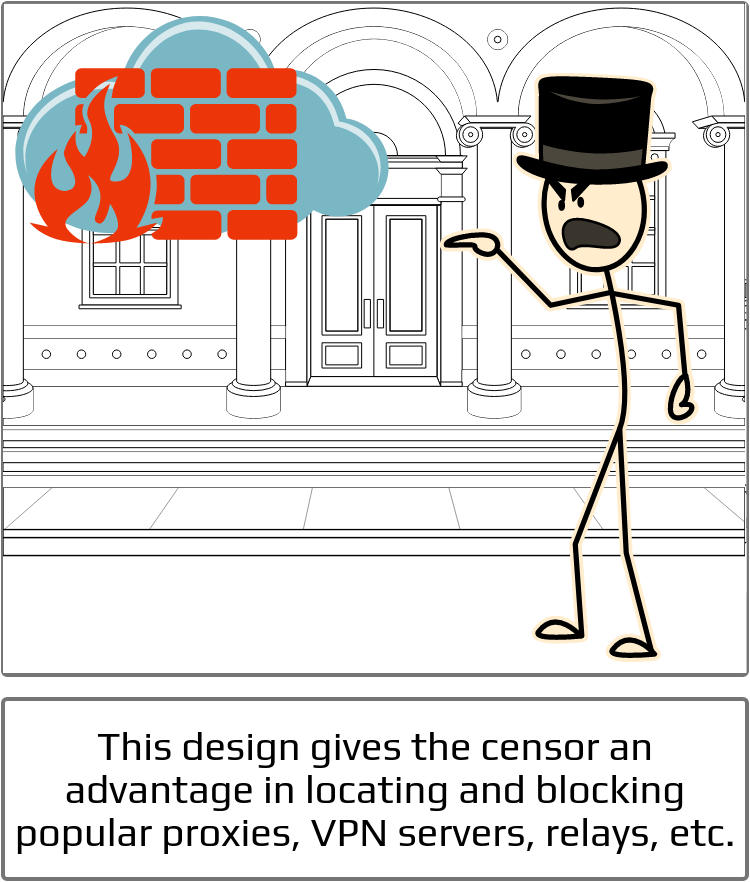 This design gives the censor an
advantage in locating and blocking
popular proxies, VPN servers, relays, etc.